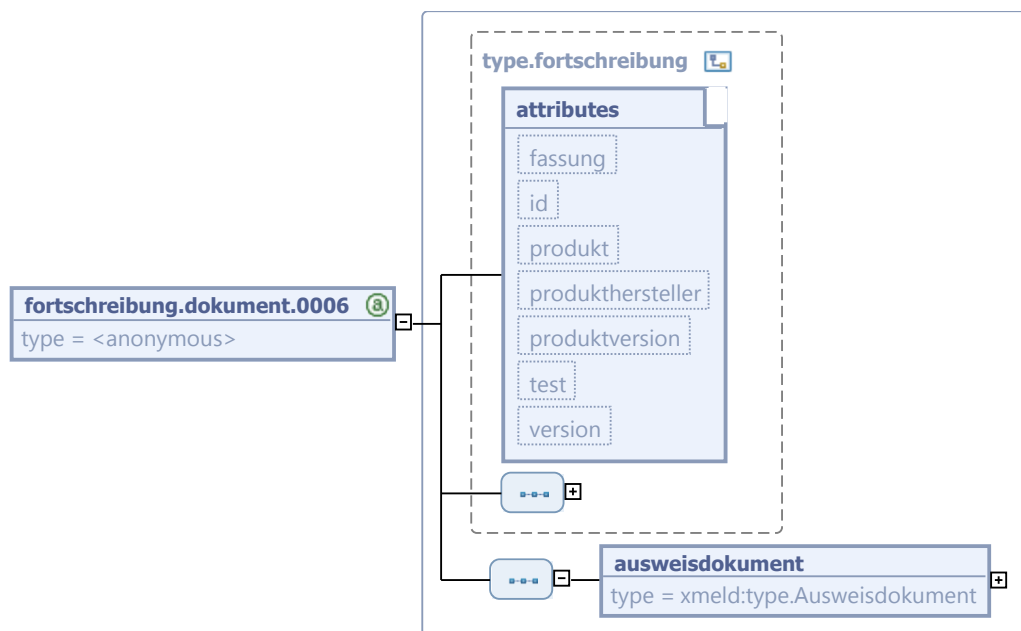 type.fortschreibung
attributes
fassung
id
produkt
produkthersteller
produktversion
test
version
fortschreibung.dokument.0006
type = <anonymous>
ausweisdokument
type = xmeld:type.Ausweisdokument